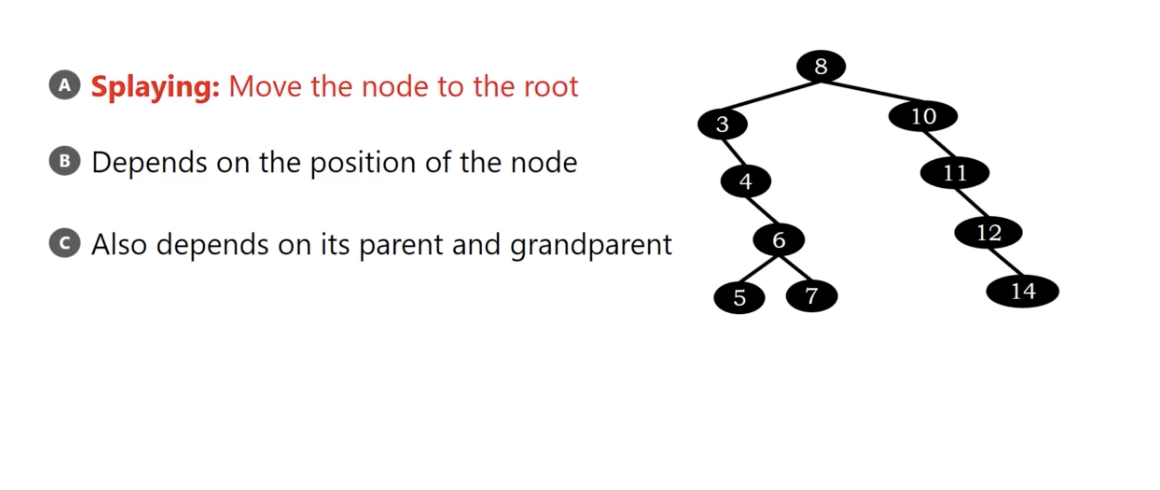 A Splaying: Move the node to the root
B Depends on the position of the node
C Also depends on its parent and grandparent
8
3 10
4 11
6 12
5 7 14